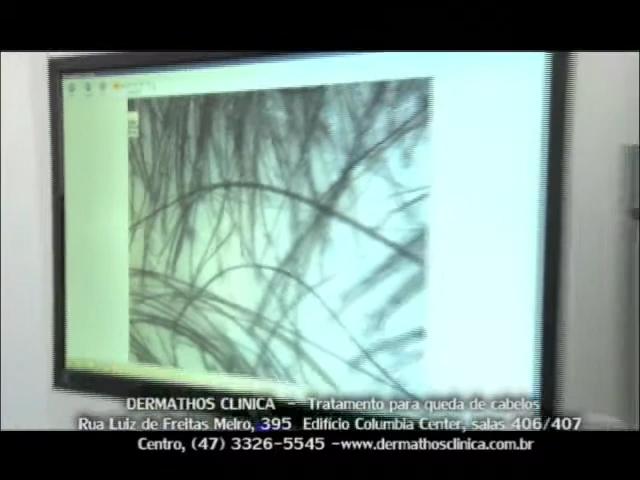 DERMATHOS CLINICA - Tratamento para queda de cabelos
Rua Luiz de Freitas Melro, 395 Edifício Columbia Center, salas 406/407
Centro, (47) 3326-5545 -www.dermathosclinica.com.br